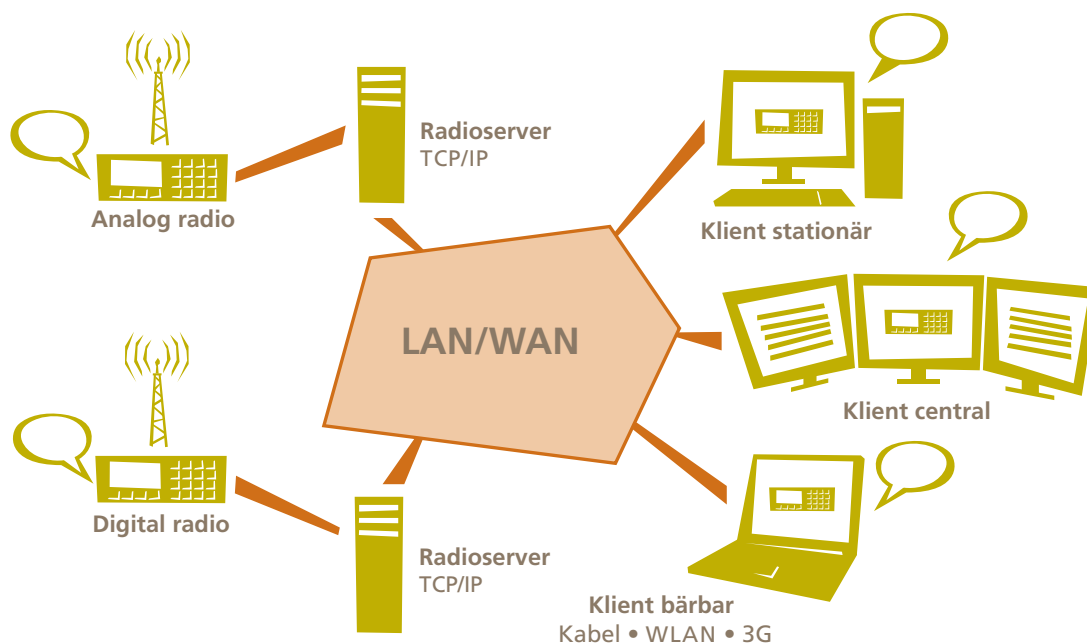 Radioserver
TCP/IP
Analog radio
Klient stationär
LAN/WAN
Klient central
Digital radio
Radioserver
TCP/IP
Klient bärbar
Kabel • WLAN • 3G